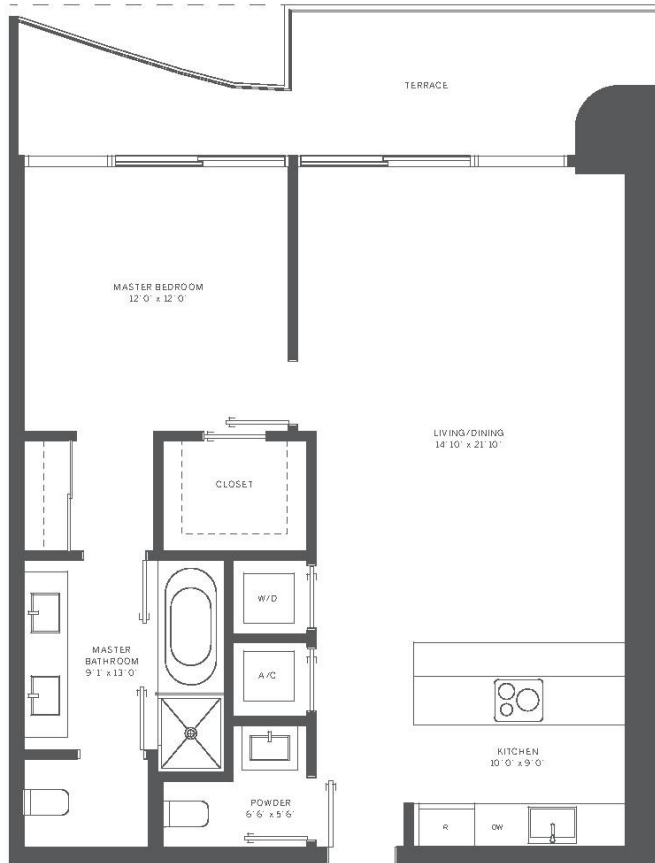 TERRACE
MASTER BEDROOM
12'0" x 12'0"
LIVING/DINING
14'10" x 21'10"
CLOSET
W/D
MASTER
BATHROOM
9'1" x 13'0"
A/C
KITCHEN
10'0" x 9'0"
POWDER
6'6" x 5'6"
R
DW